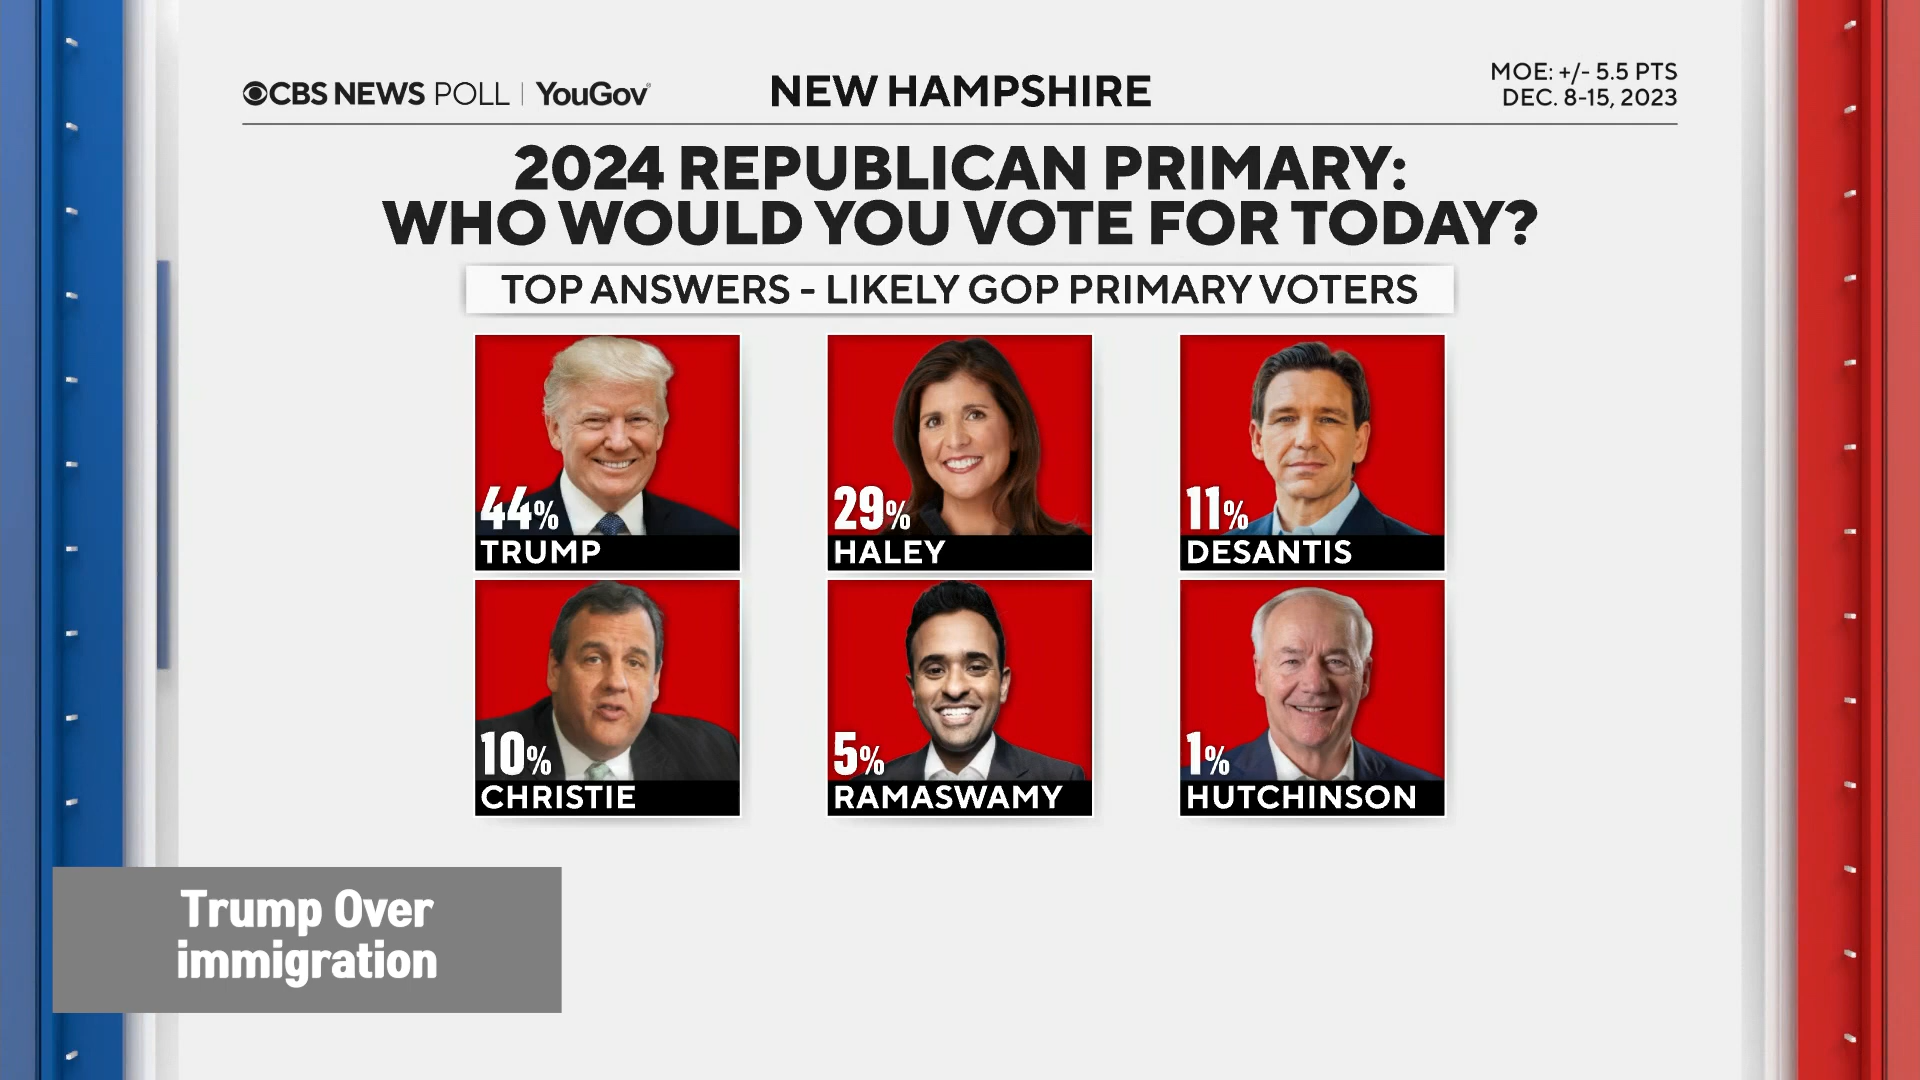 CBS NEWS POLL | YouGov
NEW HAMPSHIRE
MOE: +/- 5.5 PTS
DEC. 8-15, 2023
2024 REPUBLICAN PRIMARY:
WHO WOULD YOU VOTE FOR TODAY?
TOP ANSWERS - LIKELY GOP PRIMARY VOTERS
44%
TRUMP
29%
HALEY
11%
DESANTIS
10%
CHRISTIE
5%
RAMASWAMY
1%
HUTCHINSON
Trump Over
immigration